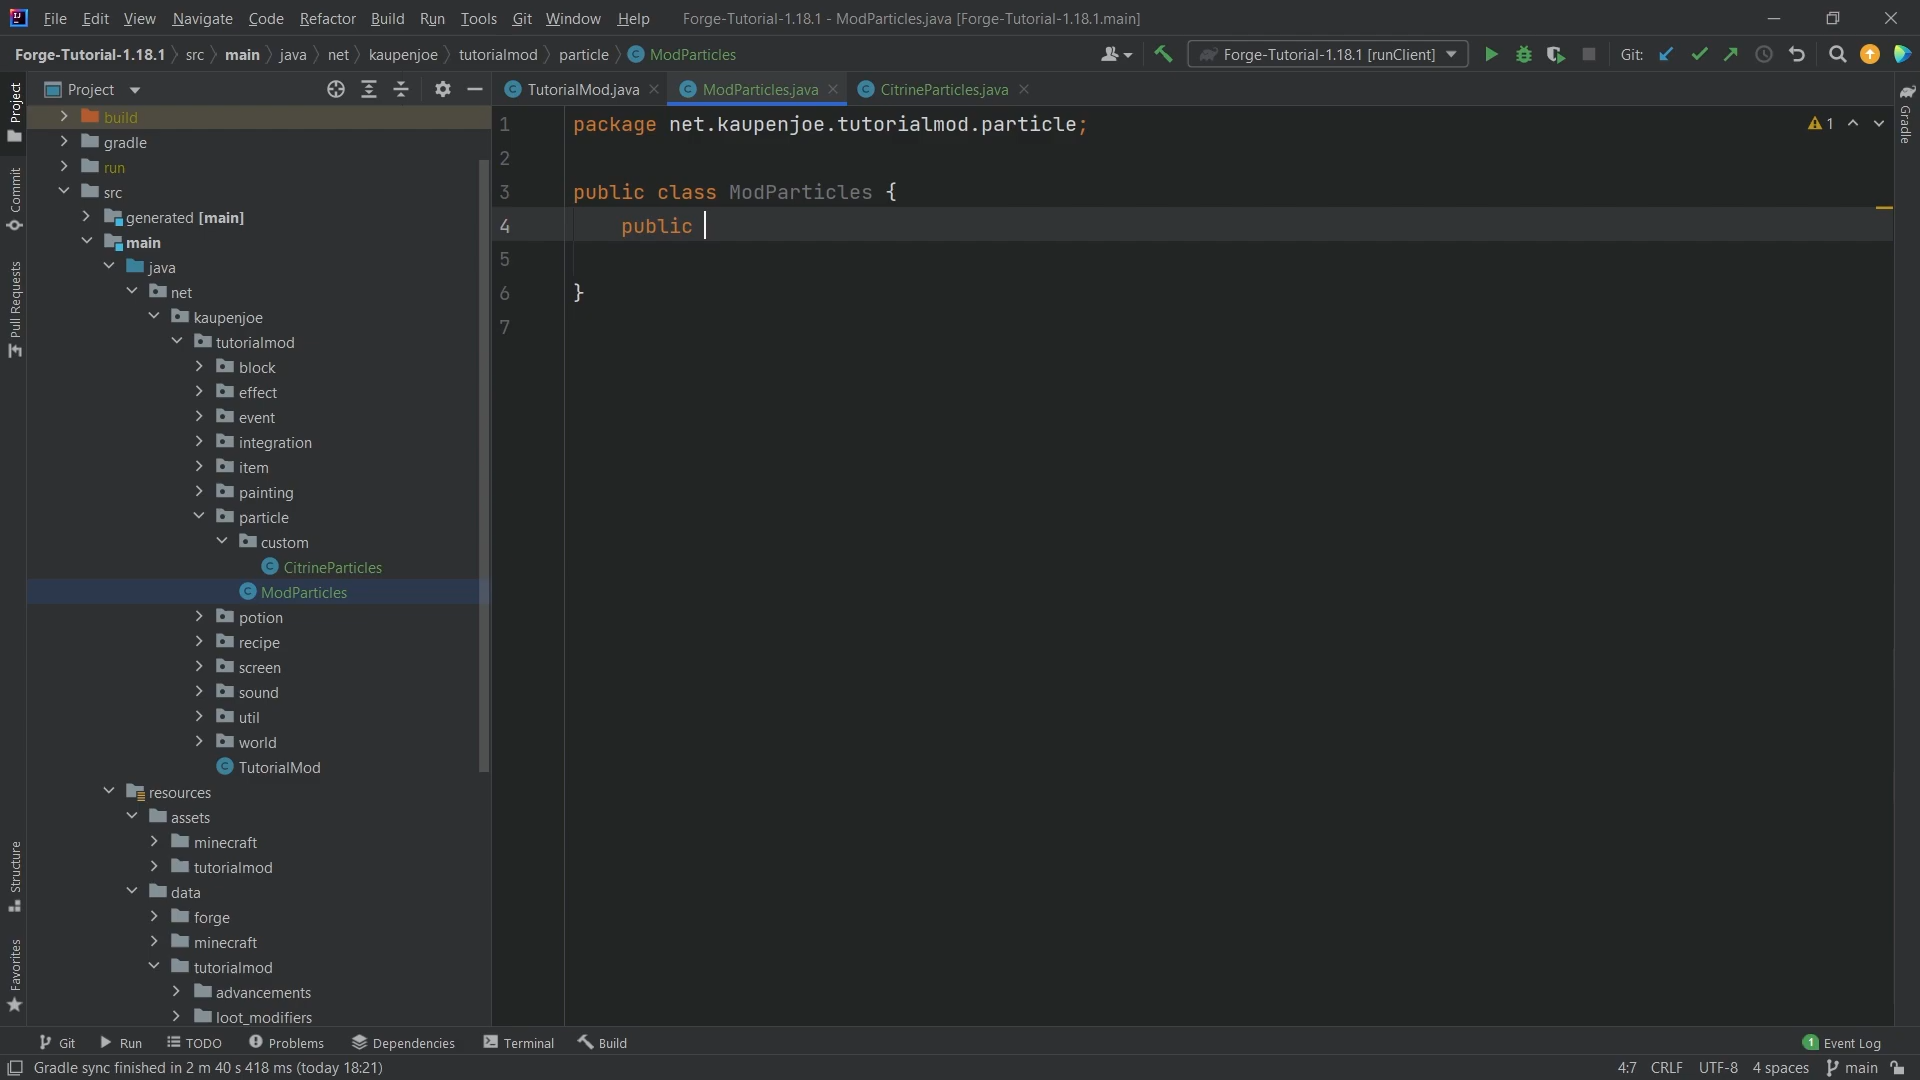 File Edit View Navigate Code Refactor Build Run Tools Git Window Help Forge-Tutorial-1.18.1 - ModParticles.java [Forge-Tutorial-1.18.1.main]
Forge-Tutorial-1.18.1 src main java net kaupenjoe tutorialmod particle ModParticles Forge-Tutorial-1.18.1 [runClient] Git:
Project TutorialMod.java ModParticles.java CitrineParticles.java
Project
Commit
Pull Requests
Structure
Favorites
Gradle
build
gradle
run
src
generated [main]
main
java
net
kaupenjoe
tutorialmod
block
effect
event
integration
item
painting
particle
custom
CitrineParticles
ModParticles
potion
recipe
screen
sound
util
world
TutorialMod
resources
assets
minecraft
tutorialmod
data
forge
minecraft
tutorialmod
advancements
loot_modifiers
1 package net.kaupenjoe.tutorialmod.particle; 1
2
3 public class ModParticles {
4 public
5
6 }
7
Git Run TODO Problems Dependencies Terminal Build 1 Event Log
Gradle sync finished in 2 m 40 s 418 ms (today 18:21) 4:7 CRLF UTF-8 4 spaces main